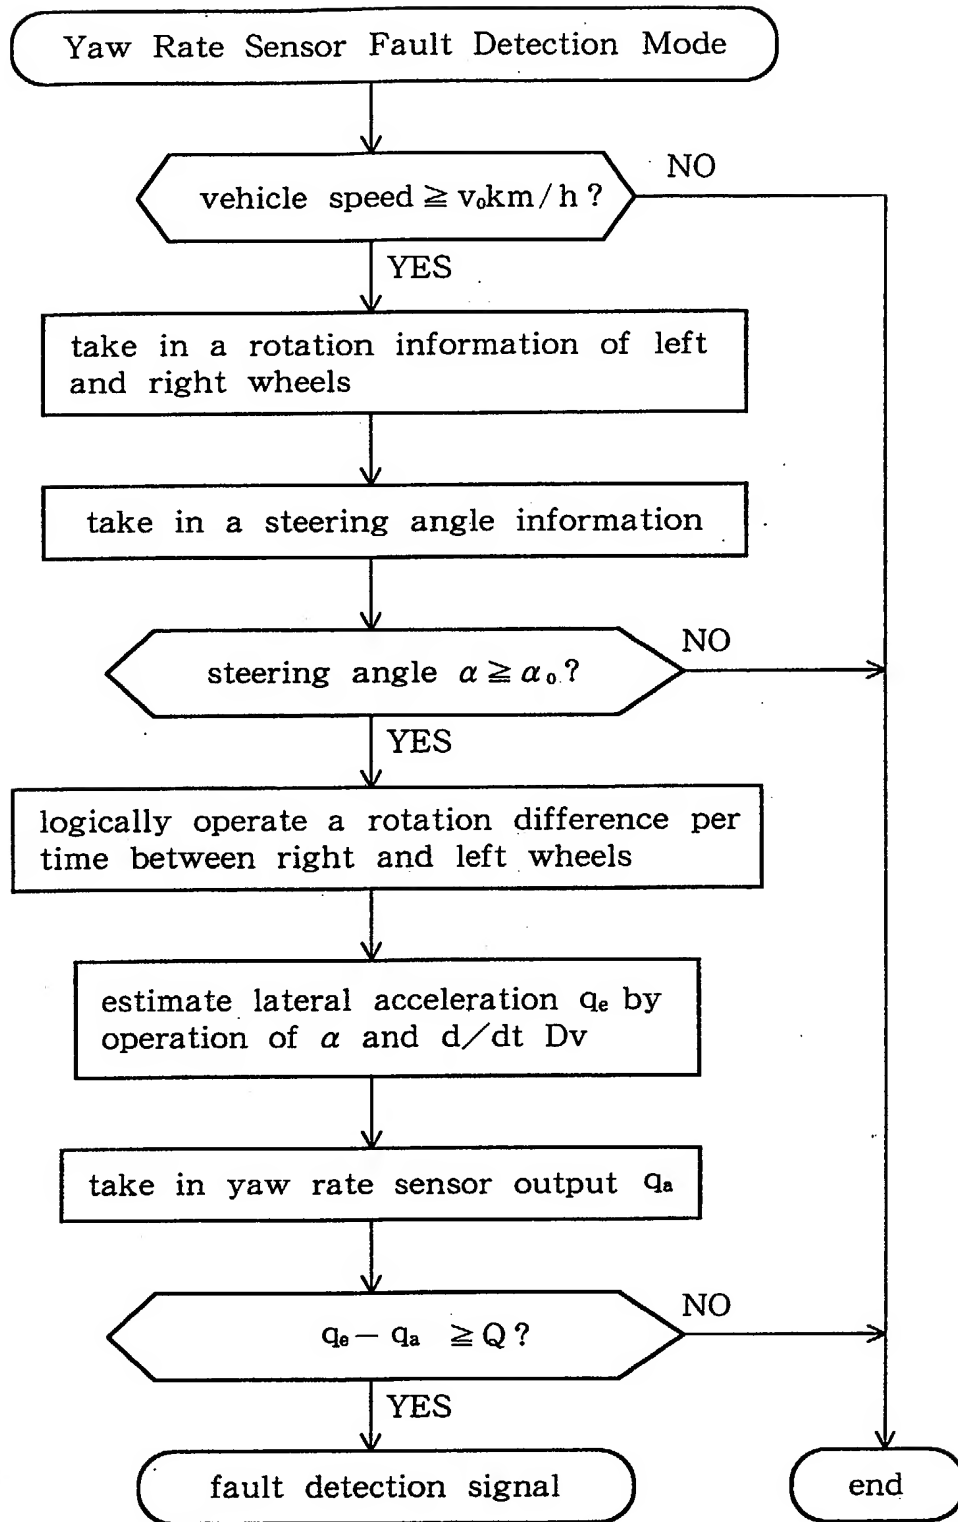 Yaw Rate Sensor Fault Detection Mode
vehicle speed ≧ v₀km/h ?
NO
YES
take in a rotation information of left
and right wheels
take in a steering angle information
steering angle α ≧ α₀ ?
NO
YES
logically operate a rotation difference per
time between right and left wheels
estimate lateral acceleration qₑ by
operation of α and d/dt Dv
take in yaw rate sensor output qₐ
qₑ − qₐ ≧ Q ?
NO
YES
fault detection signal
end